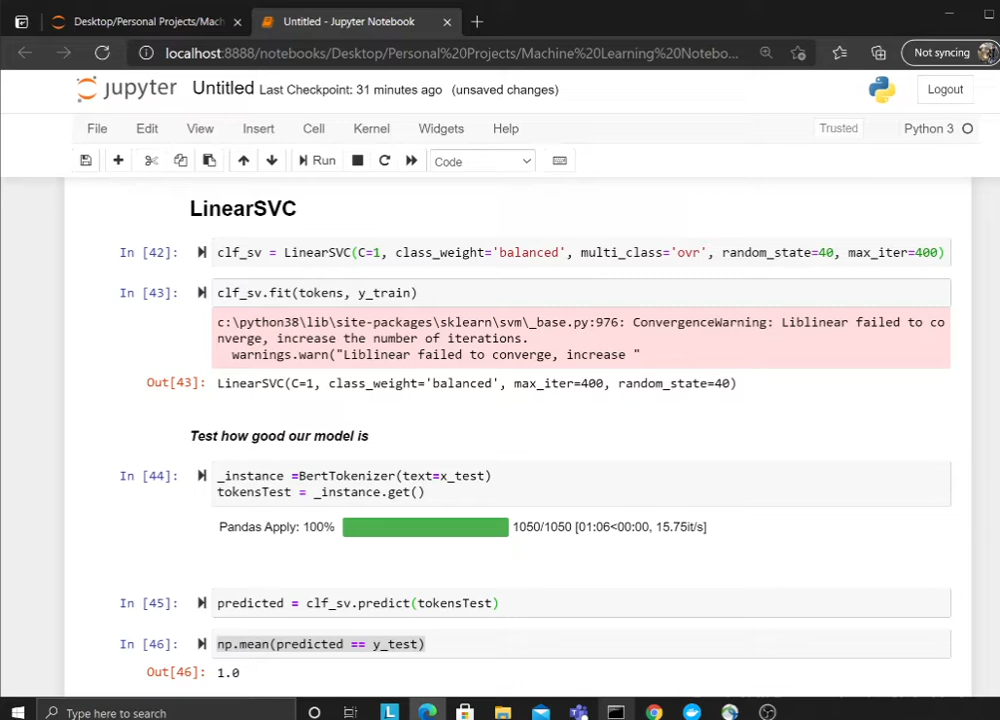 Desktop/Personal Projects/Mach
Untitled - Jupyter Notebook
localhost:8888/notebooks/Desktop/Personal%20Projects/Machine%20Learning%20Notebo...
Not syncing
jupyter Untitled Last Checkpoint: 31 minutes ago (unsaved changes)
Logout
File Edit View Insert Cell Kernel Widgets Help
Trusted
Python 3
Run
Code
LinearSVC
In [42]: clf_sv = LinearSVC(C=1, class_weight='balanced', multi_class='ovr', random_state=40, max_iter=400)
In [43]: clf_sv.fit(tokens, y_train)
c:\python38\lib\site-packages\sklearn\svm\_base.py:976: ConvergenceWarning: Liblinear failed to co
nverge, increase the number of iterations.
warnings.warn("Liblinear failed to converge, increase "
Out[43]: LinearSVC(C=1, class_weight='balanced', max_iter=400, random_state=40)
Test how good our model is
In [44]: _instance =BertTokenizer(text=x_test)
tokensTest = _instance.get()
Pandas Apply: 100% 1050/1050 [01:06<00:00, 15.75it/s]
In [45]: predicted = clf_sv.predict(tokensTest)
In [46]: np.mean(predicted == y_test)
Out[46]: 1.0
Type here to search